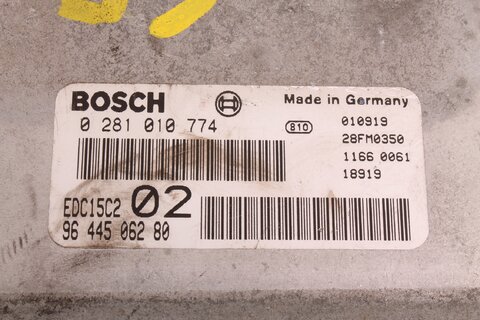 BOSCH Made in Germany
0 281 010 774 810 010919
28FM0350
1166 0061
18919
EDC15C2 02
96 445 062 80